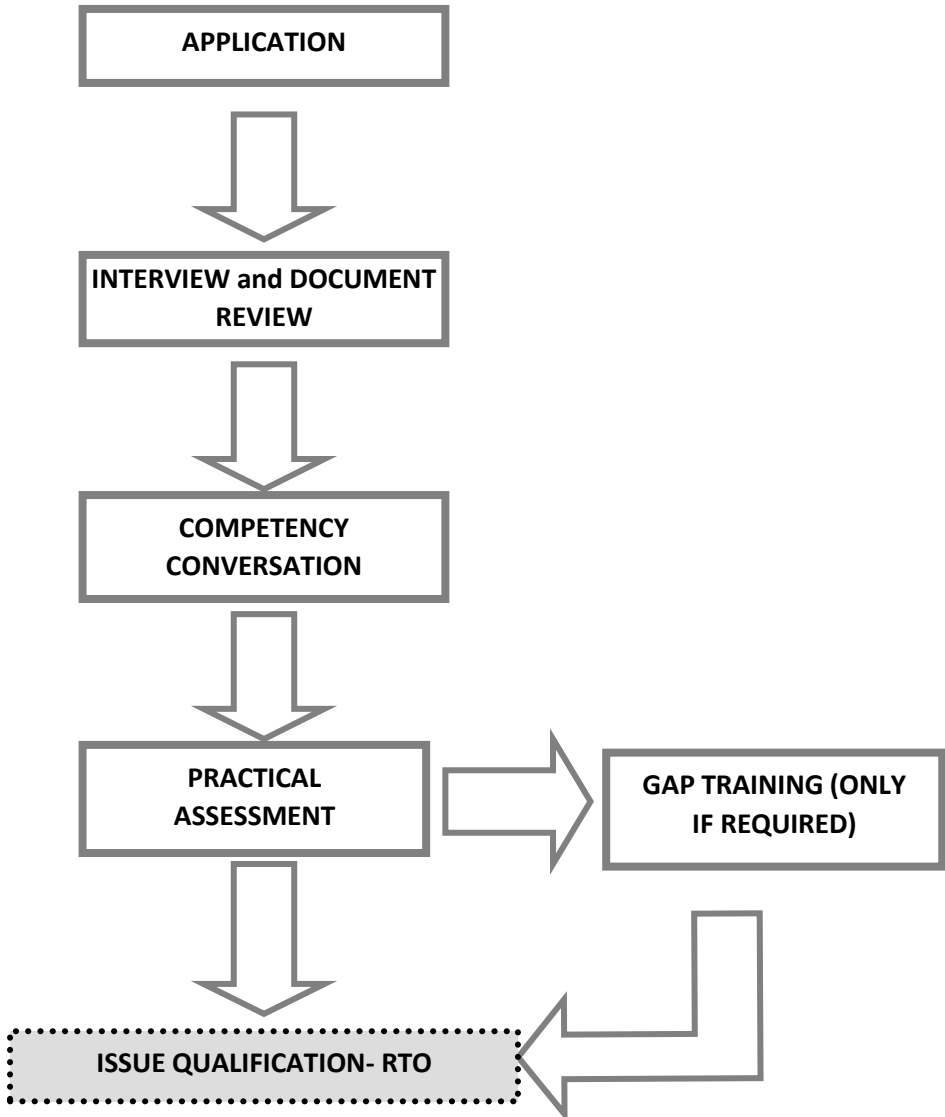 APPLICATION
INTERVIEW and DOCUMENT
REVIEW
COMPETENCY
CONVERSATION
PRACTICAL
ASSESSMENT
GAP TRAINING (ONLY
IF REQUIRED)
ISSUE QUALIFICATION- RTO